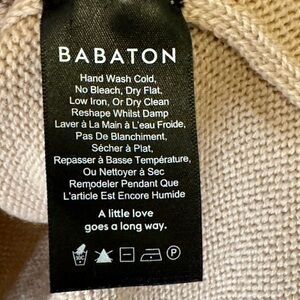 BABATON
Hand Wash Cold,
No Bleach, Dry Flat,
Low Iron, Or Dry Clean
Reshape Whilst Damp
Laver à La Main à L'eau Froide,
Pas De Blanchiment,
Sécher à Plat,
Repasser à Basse Température,
Ou Nettoyer à Sec
Remodeler Pendant Que
L'article Est Encore Humide
A little love
goes a long way.
30C P